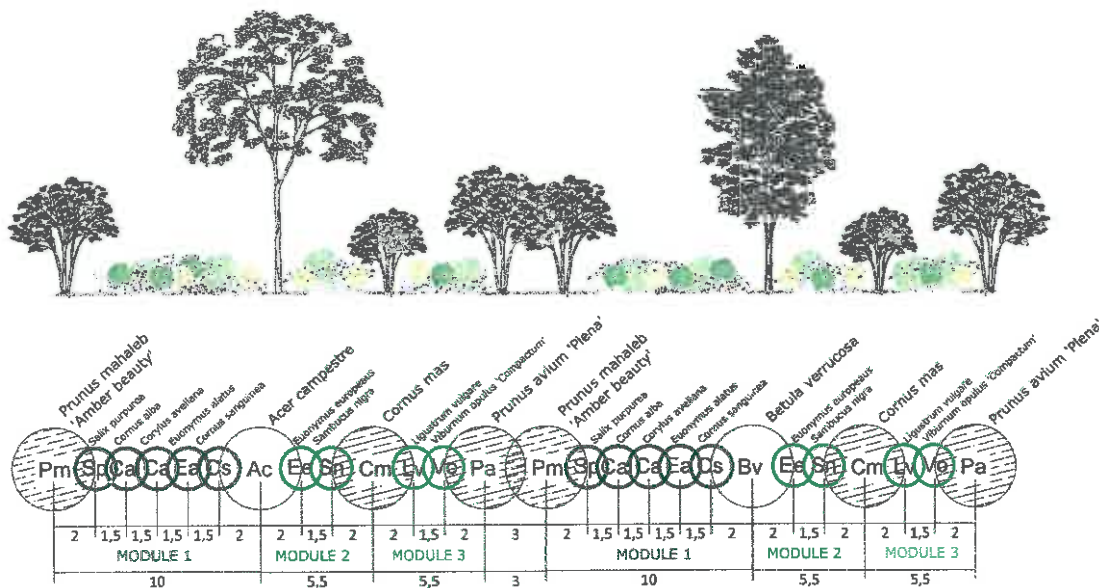 Prunus mahaleb
'Amber beauty'
Salix purpurea
Cornus alba
Corylus avellana
Euonymus alatus
Cornus sanguinea
Acer campestre
Euonymus europeaus
Sambucus nigra
Cornus mas
Ligustrum vulgare
Viburnum opulus 'Compactum'
Prunus avium 'Plena'
Prunus mahaleb
'Amber beauty'
Salix purpurea
Cornus alba
Corylus avellana
Euonymus alatus
Cornus sanguinea
Betula verrucosa
Euonymus europeaus
Sambucus nigra
Cornus mas
Ligustrum vulgare
Viburnum opulus 'Compactum'
Prunus avium 'Plena'
Pm Sp Ca Ca Ea Cs Ac Ee Sn Cm Lv Vo Pa Pm Sp Ca Ca Ea Cs Bv Ee Sn Cm Lv Vo Pa
2 1,5 1,5 1,5 1,5 2 2 1,5 2 2 1,5 2 3 2 1,5 1,5 1,5 1,5 2 2 1,5 2 2 1,5 2
MODULE 1 MODULE 2 MODULE 3 MODULE 1 MODULE 2 MODULE 3
10 5,5 5,5 3 10 5,5 5,5